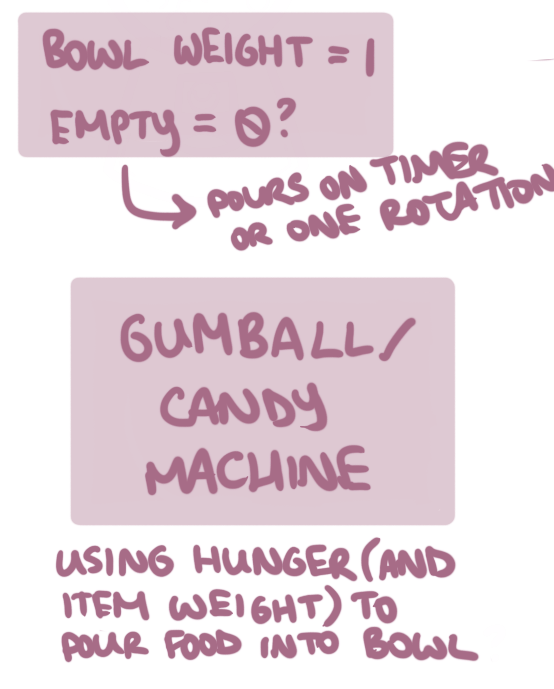 BOWL WEIGHT = 1
EMPTY = 0?
POURS ON TIMER
OR ONE ROTATION
GUMBALL/
CANDY
MACHINE
USING HUNGER (AND
ITEM WEIGHT) TO
POUR FOOD INTO BOWL